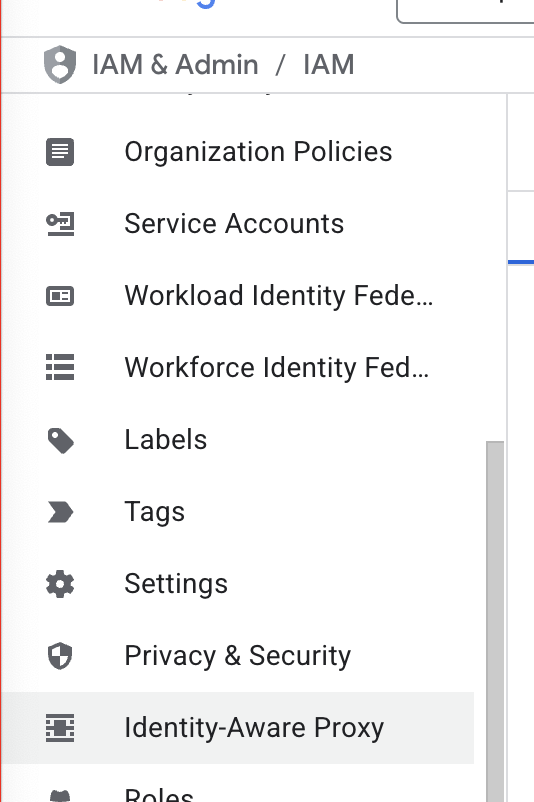 IAM & Admin / IAM
Organization Policies
Service Accounts
Workload Identity Fede...
Workforce Identity Fed...
Labels
Tags
Settings
Privacy & Security
Identity-Aware Proxy
Roles